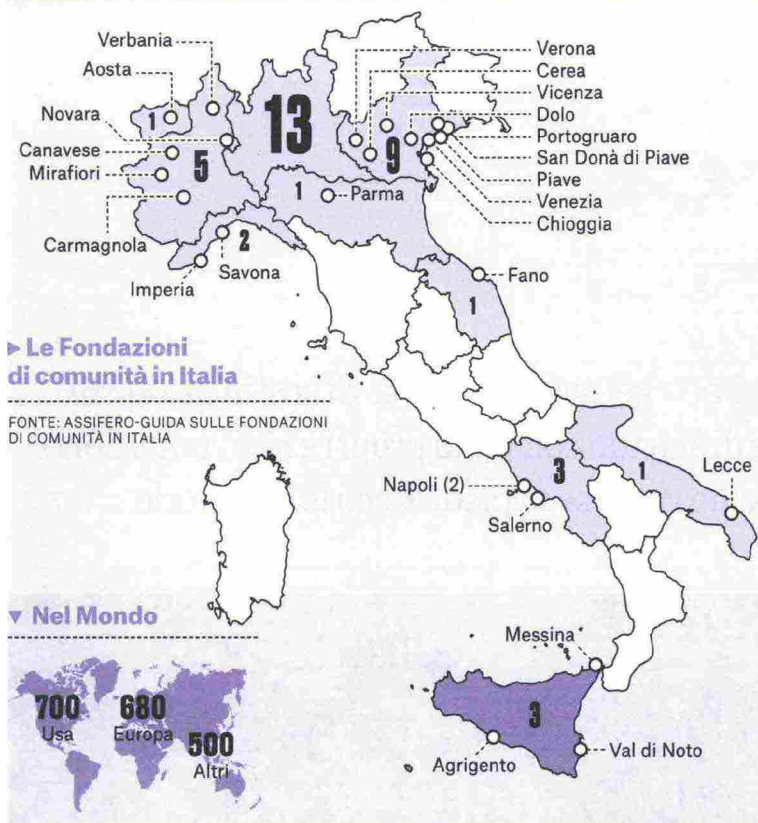 Verbania
Aosta
Novara
Canavese
Mirafiori
Carmagnola
Imperia
Savona
1
5
13
9
Verona
Cerea
Vicenza
Dolo
Portogruaro
San Donà di Piave
Piave
Venezia
Chioggia
1
Parma
2
Fano
1
▶ Le Fondazioni
di comunità in Italia
FONTE: ASSIFERO-GUIDA SULLE FONDAZIONI
DI COMUNITÀ IN ITALIA
Napoli (2)
Salerno
3
1
Lecce
▼ Nel Mondo
700
Usa
680
Europa
500
Altri
Messina
3
Agrigento
Val di Noto